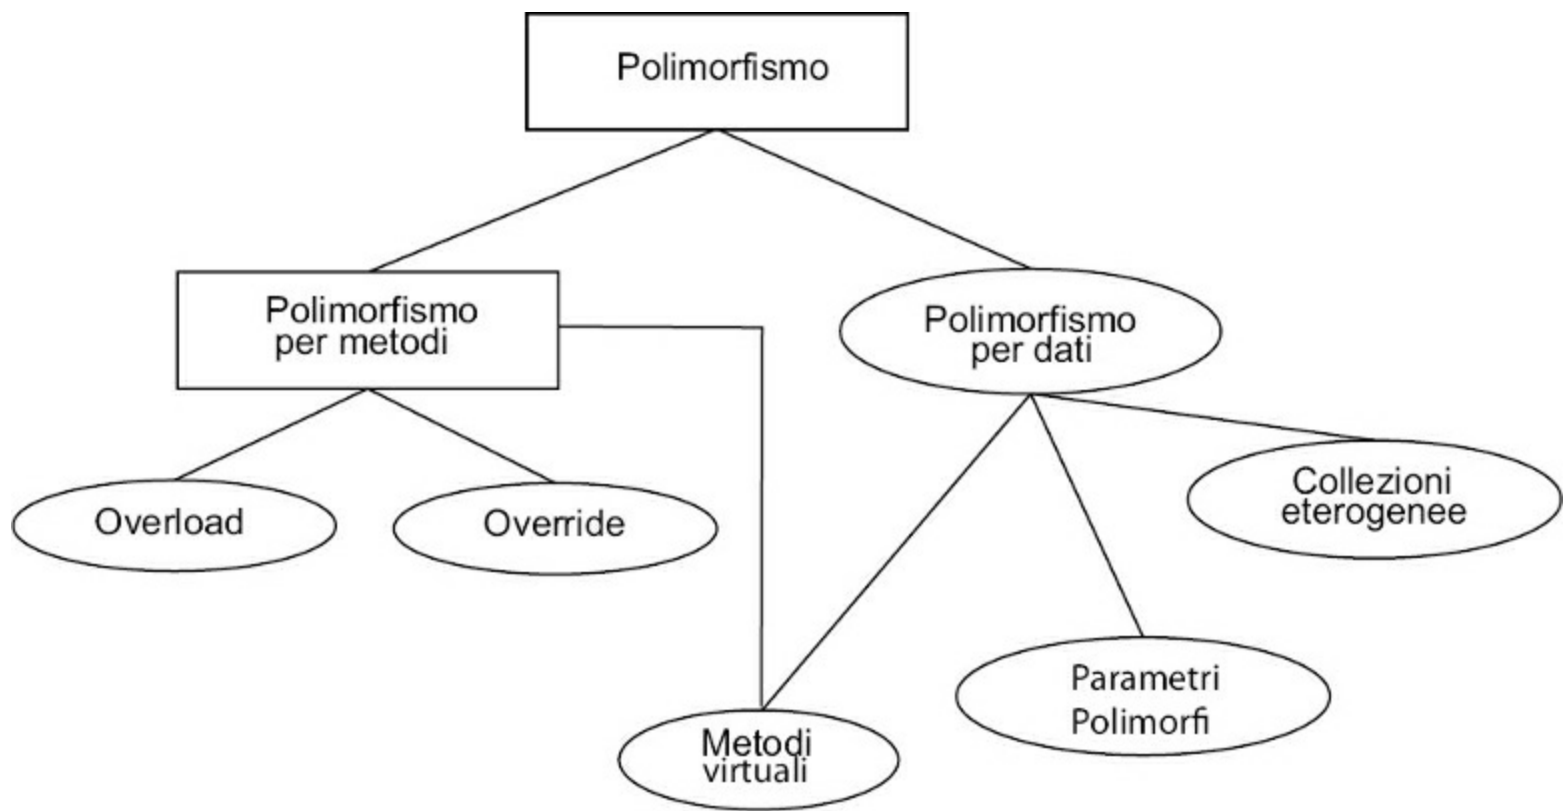 Polimorfismo
Polimorfismo
per metodi
Polimorfismo
per dati
Overload
Override
Collezioni
eterogenee
Parametri
Polimorfi
Metodi
virtuali